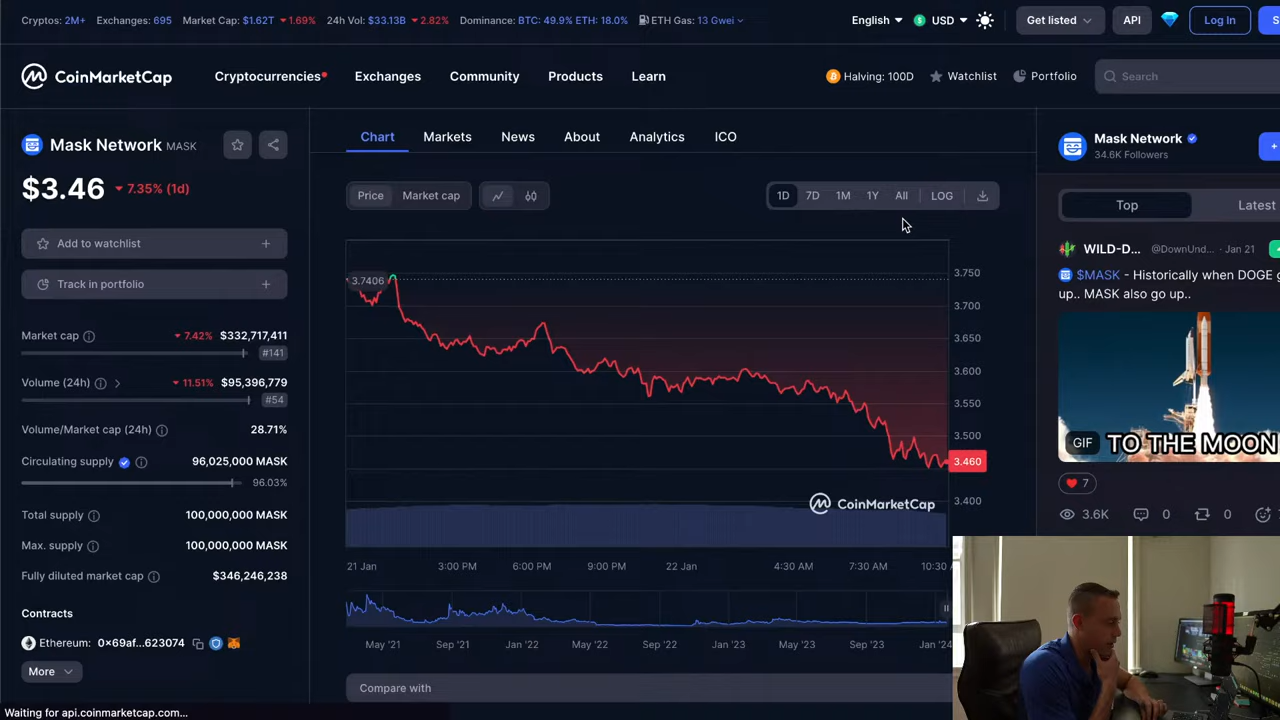 Cryptos: 2M+ Exchanges: 695 Market Cap: $1.62T 1.69% 24h Vol: $33.13B 2.82% Dominance: BTC: 49.9% ETH: 18.0% ETH Gas: 13 Gwei English USD Get listed API Log In
CoinMarketCap Cryptocurrencies Exchanges Community Products Learn Halving: 100D Watchlist Portfolio Search
Mask Network MASK
$3.46 7.35% (1d)
Add to watchlist +
Track in portfolio +
Market cap 7.42% $332,717,411
#141
Volume (24h) 11.51% $95,396,779
#54
Volume/Market cap (24h) 28.71%
Circulating supply 96,025,000 MASK
96.03%
Total supply 100,000,000 MASK
Max. supply 100,000,000 MASK
Fully diluted market cap $346,246,238
Contracts
Ethereum: 0x69af...623074
More
Chart Markets News About Analytics ICO
Price Market cap 1D 7D 1M 1Y All LOG
3.7406
3.750
3.700
3.650
3.600
3.550
3.500
3.460
3.400
CoinMarketCap
21 Jan 3:00 PM 6:00 PM 9:00 PM 22 Jan 4:30 AM 7:30 AM 10:30
May '21 Sep '21 Jan '22 May '22 Sep '22 Jan '23 May '23 Sep '23 Jan '24
Compare with
Mask Network
34.6K Followers
Top Latest
WILD-D... @DownUnd... · Jan 21
$MASK - Historically when DOGE g
up.. MASK also go up..
GIF TO THE MOON
7
3.6K 0 0
Waiting for api.coinmarketcap.com...